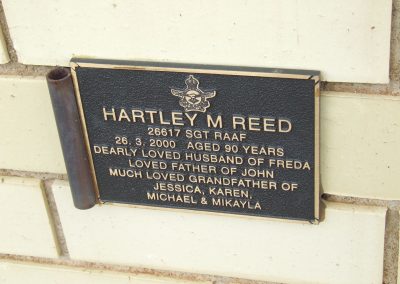 HARTLEY M REED
26617 SGT RAAF
26. 3. 2000 AGED 90 YEARS
DEARLY LOVED HUSBAND OF FREDA
LOVED FATHER OF JOHN
MUCH LOVED GRANDFATHER OF
JESSICA, KAREN,
MICHAEL & MIKAYLA